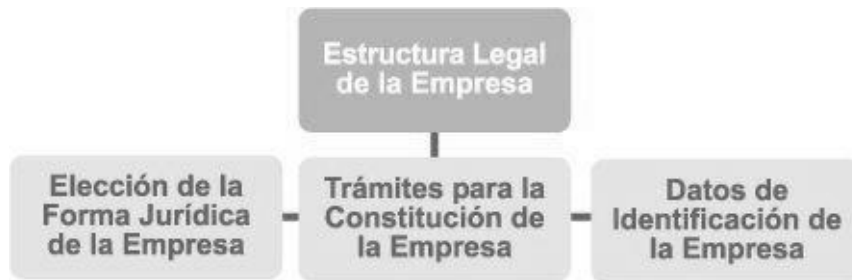 Estructura Legal
de la Empresa
Elección de la
Forma Jurídica
de la Empresa
Trámites para la
Constitución de
la Empresa
Datos de
Identificación de
la Empresa